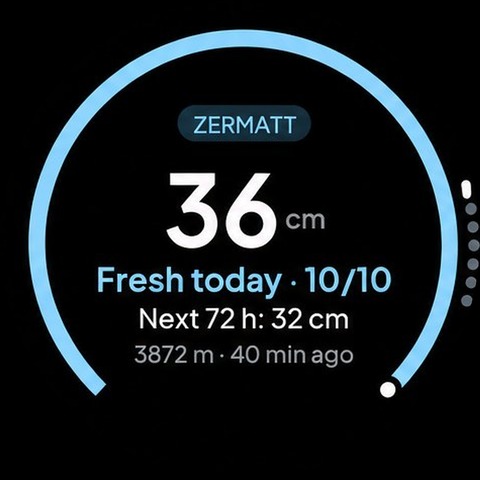 ZERMATT
36 cm
Fresh today · 10/10
Next 72 h: 32 cm
3872 m · 40 min ago